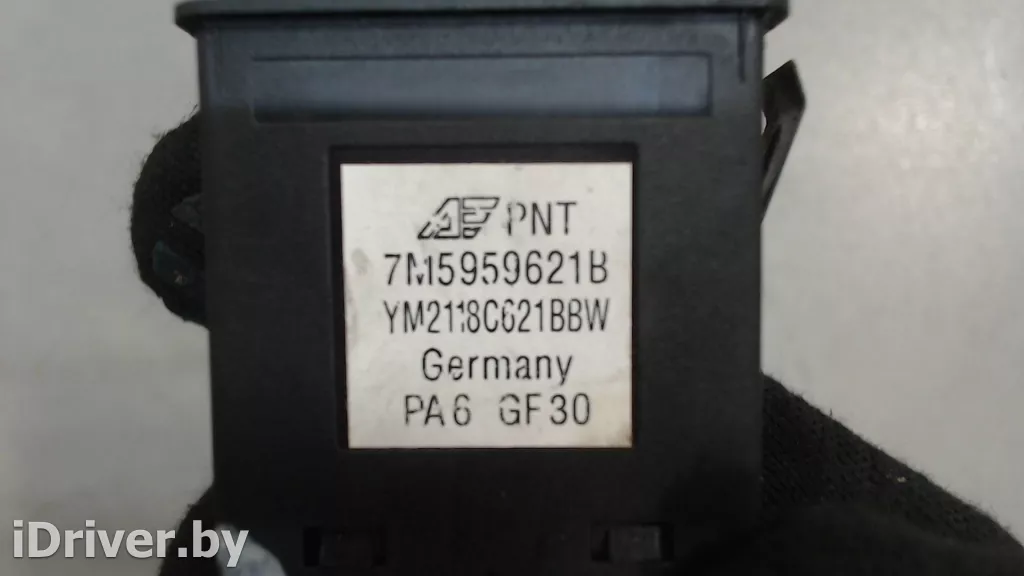 PNT
7M5959621B
YM2118C621BBW
Germany
PA6 GF30
iDriver.by